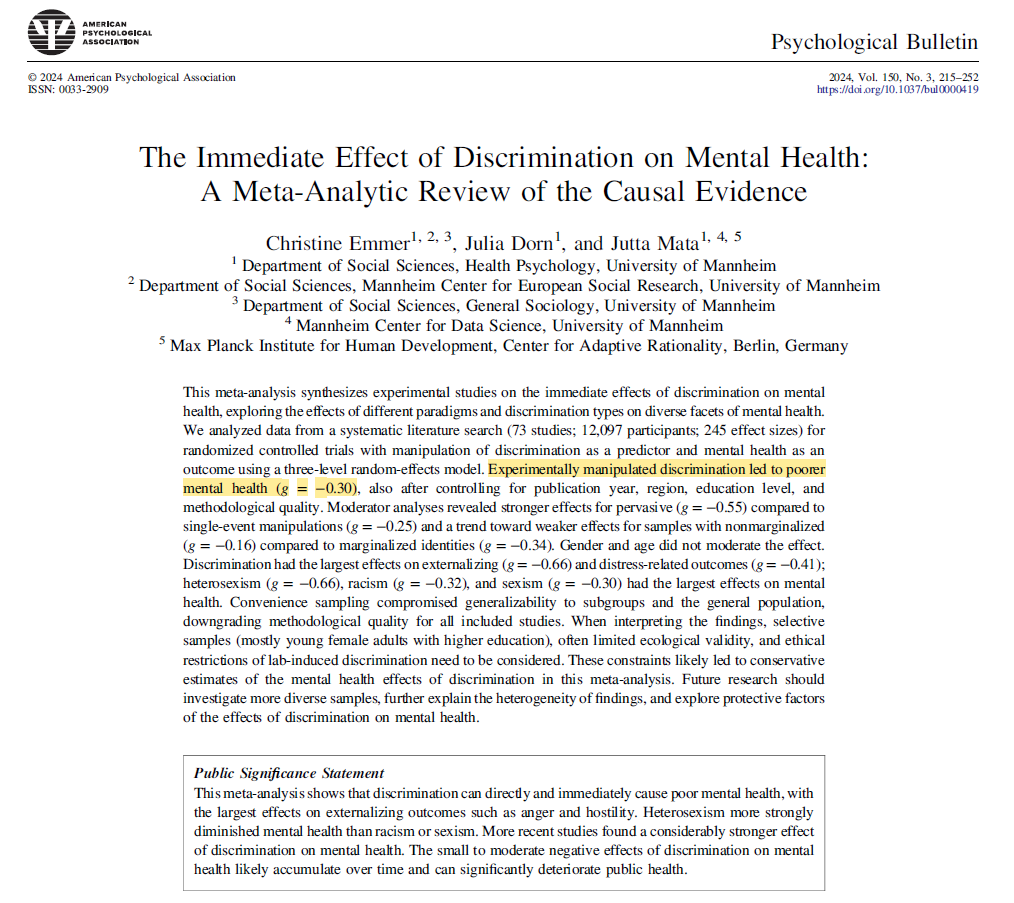 AMERICAN
PSYCHOLOGICAL
ASSOCIATION
Psychological Bulletin
© 2024 American Psychological Association
ISSN: 0033-2909
2024, Vol. 150, No. 3, 215–252
https://doi.org/10.1037/bul0000419
The Immediate Effect of Discrimination on Mental Health:
A Meta-Analytic Review of the Causal Evidence
Christine Emmer1, 2, 3, Julia Dorn1, and Jutta Mata1, 4, 5
1 Department of Social Sciences, Health Psychology, University of Mannheim
2 Department of Social Sciences, Mannheim Center for European Social Research, University of Mannheim
3 Department of Social Sciences, General Sociology, University of Mannheim
4 Mannheim Center for Data Science, University of Mannheim
5 Max Planck Institute for Human Development, Center for Adaptive Rationality, Berlin, Germany
This meta-analysis synthesizes experimental studies on the immediate effects of discrimination on mental
health, exploring the effects of different paradigms and discrimination types on diverse facets of mental health.
We analyzed data from a systematic literature search (73 studies; 12,097 participants; 245 effect sizes) for
randomized controlled trials with manipulation of discrimination as a predictor and mental health as an
outcome using a three-level random-effects model. Experimentally manipulated discrimination led to poorer
mental health (g = −0.30), also after controlling for publication year, region, education level, and
methodological quality. Moderator analyses revealed stronger effects for pervasive (g = −0.55) compared to
single-event manipulations (g = −0.25) and a trend toward weaker effects for samples with nonmarginalized
(g = −0.16) compared to marginalized identities (g = −0.34). Gender and age did not moderate the effect.
Discrimination had the largest effects on externalizing (g = −0.66) and distress-related outcomes (g = −0.41);
heterosexism (g = −0.66), racism (g = −0.32), and sexism (g = −0.30) had the largest effects on mental
health. Convenience sampling compromised generalizability to subgroups and the general population,
downgrading methodological quality for all included studies. When interpreting the findings, selective
samples (mostly young female adults with higher education), often limited ecological validity, and ethical
restrictions of lab-induced discrimination need to be considered. These constraints likely led to conservative
estimates of the mental health effects of discrimination in this meta-analysis. Future research should
investigate more diverse samples, further explain the heterogeneity of findings, and explore protective factors
of the effects of discrimination on mental health.
Public Significance Statement
This meta-analysis shows that discrimination can directly and immediately cause poor mental health, with
the largest effects on externalizing outcomes such as anger and hostility. Heterosexism more strongly
diminished mental health than racism or sexism. More recent studies found a considerably stronger effect
of discrimination on mental health. The small to moderate negative effects of discrimination on mental
health likely accumulate over time and can significantly deteriorate public health.